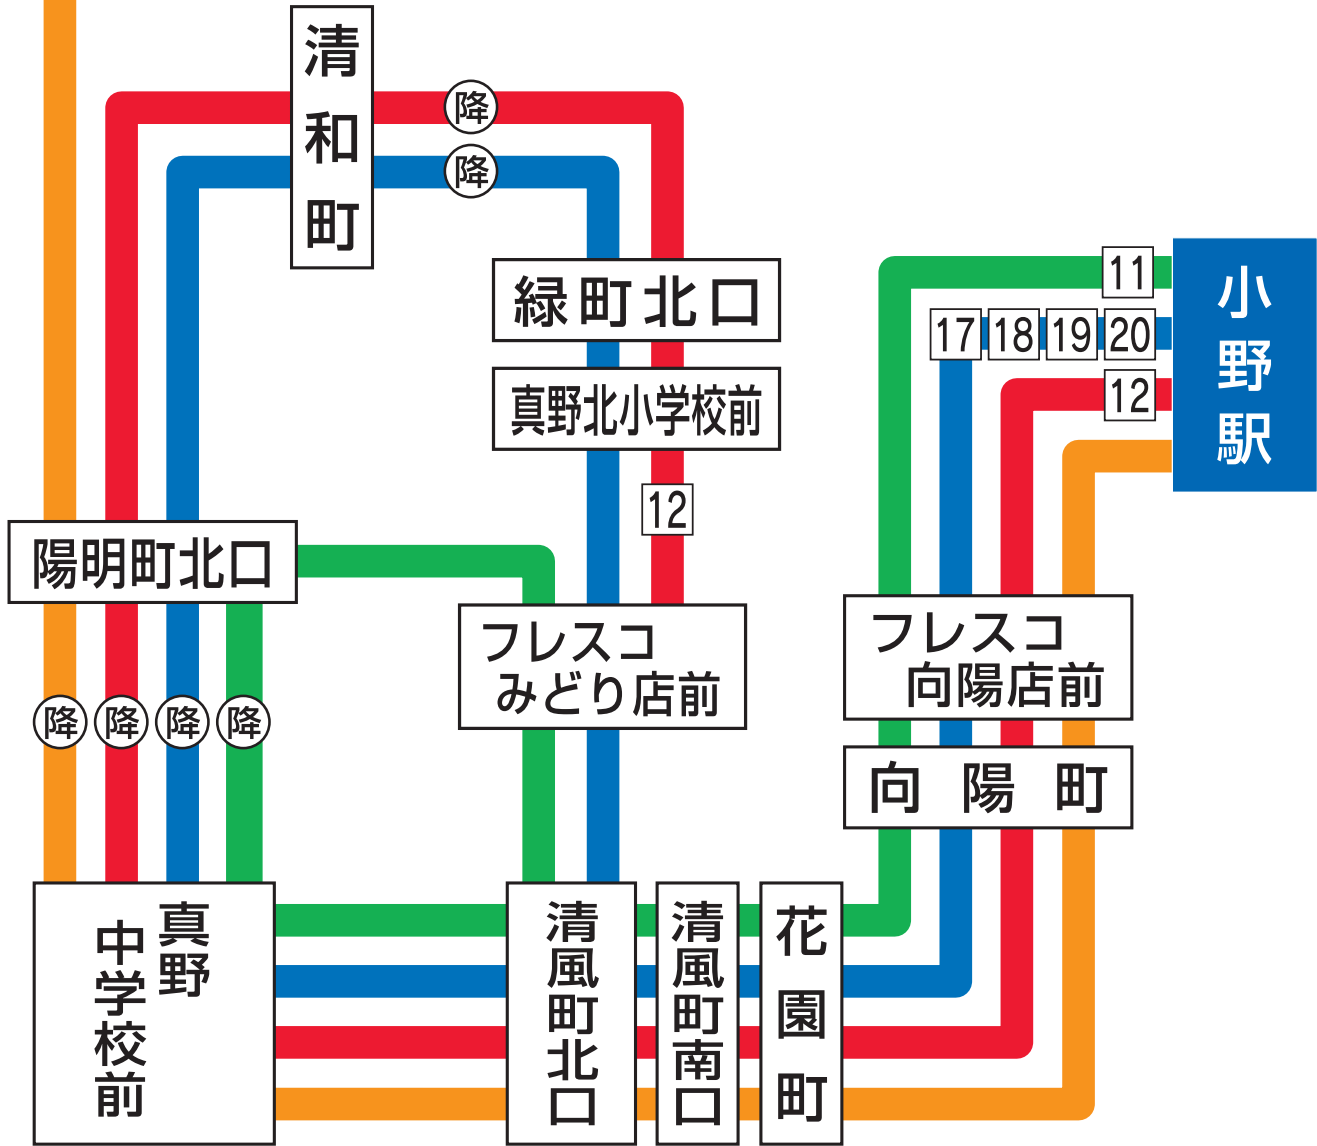 清和町
降
降
緑町北口
真野北小学校前
12
11
17 18 19 20
12
小野駅
陽明町北口
フレスコ
みどり店前
フレスコ
向陽店前
向陽町
降 降 降 降
真野
中学校前
清風町北口
清風町南口
花園町